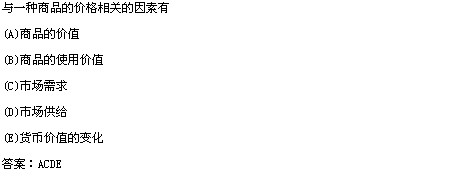 与一种商品的价格相关的因素有
(A)商品的价值
(B)商品的使用价值
(C)市场需求
(D)市场供给
(E)货币价值的变化
答案：ACDE